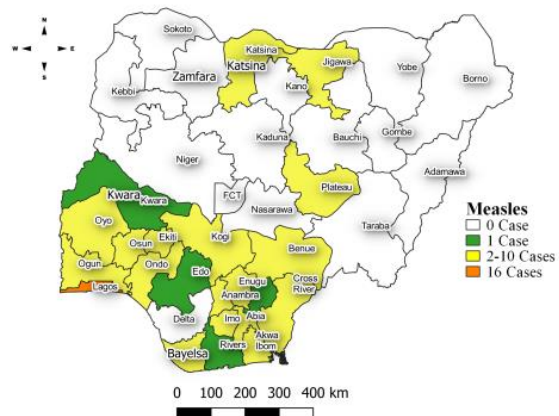 N
W E
S
Sokoto
Katsina
Katsina
Jigawa
Yobe
Borno
Zamfara
Kebbi
Kano
Kaduna
Bauchi
Gombe
Adamawa
Niger
Plateau
FCT
Kwara
Kwara
Nasarawa
Taraba
Oyo
Osun
Ekiti
Kogi
Benue
Ogun
Ondo
Edo
Enugu
Anambra
Cross
River
Lagos
Delta
Imo
Abia
Bayelsa
Rivers
Akwa
Ibom
Measles
0 Case
1 Case
2-10 Cases
16 Cases
0 100 200 300 400 km